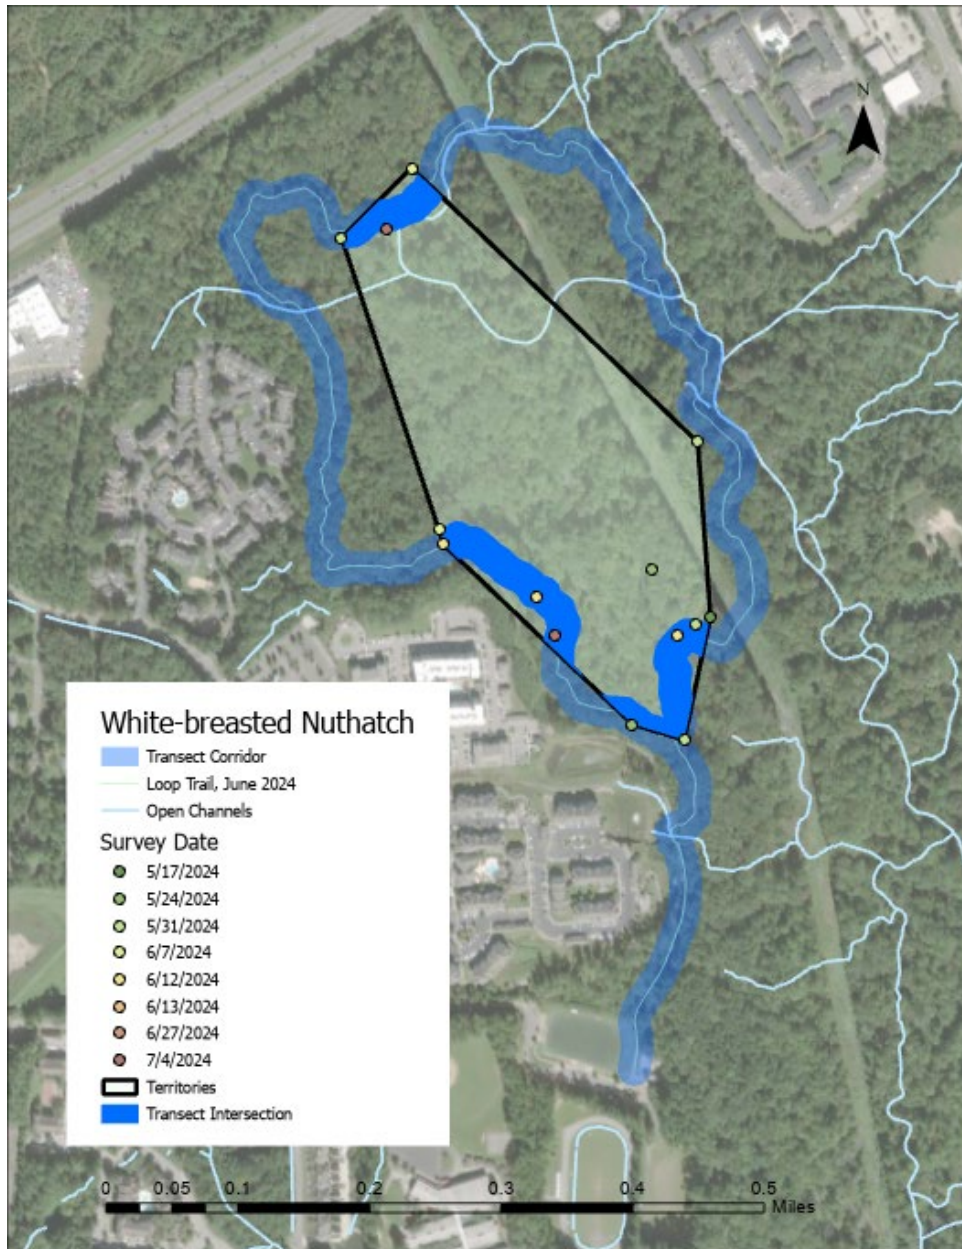 N
White-breasted Nuthatch
Transect Corridor
Loop Trail, June 2024
Open Channels
Survey Date
5/17/2024
5/24/2024
5/31/2024
6/7/2024
6/12/2024
6/13/2024
6/27/2024
7/4/2024
Territories
Transect Intersection
0 0.05 0.1 0.2 0.3 0.4 0.5
Miles